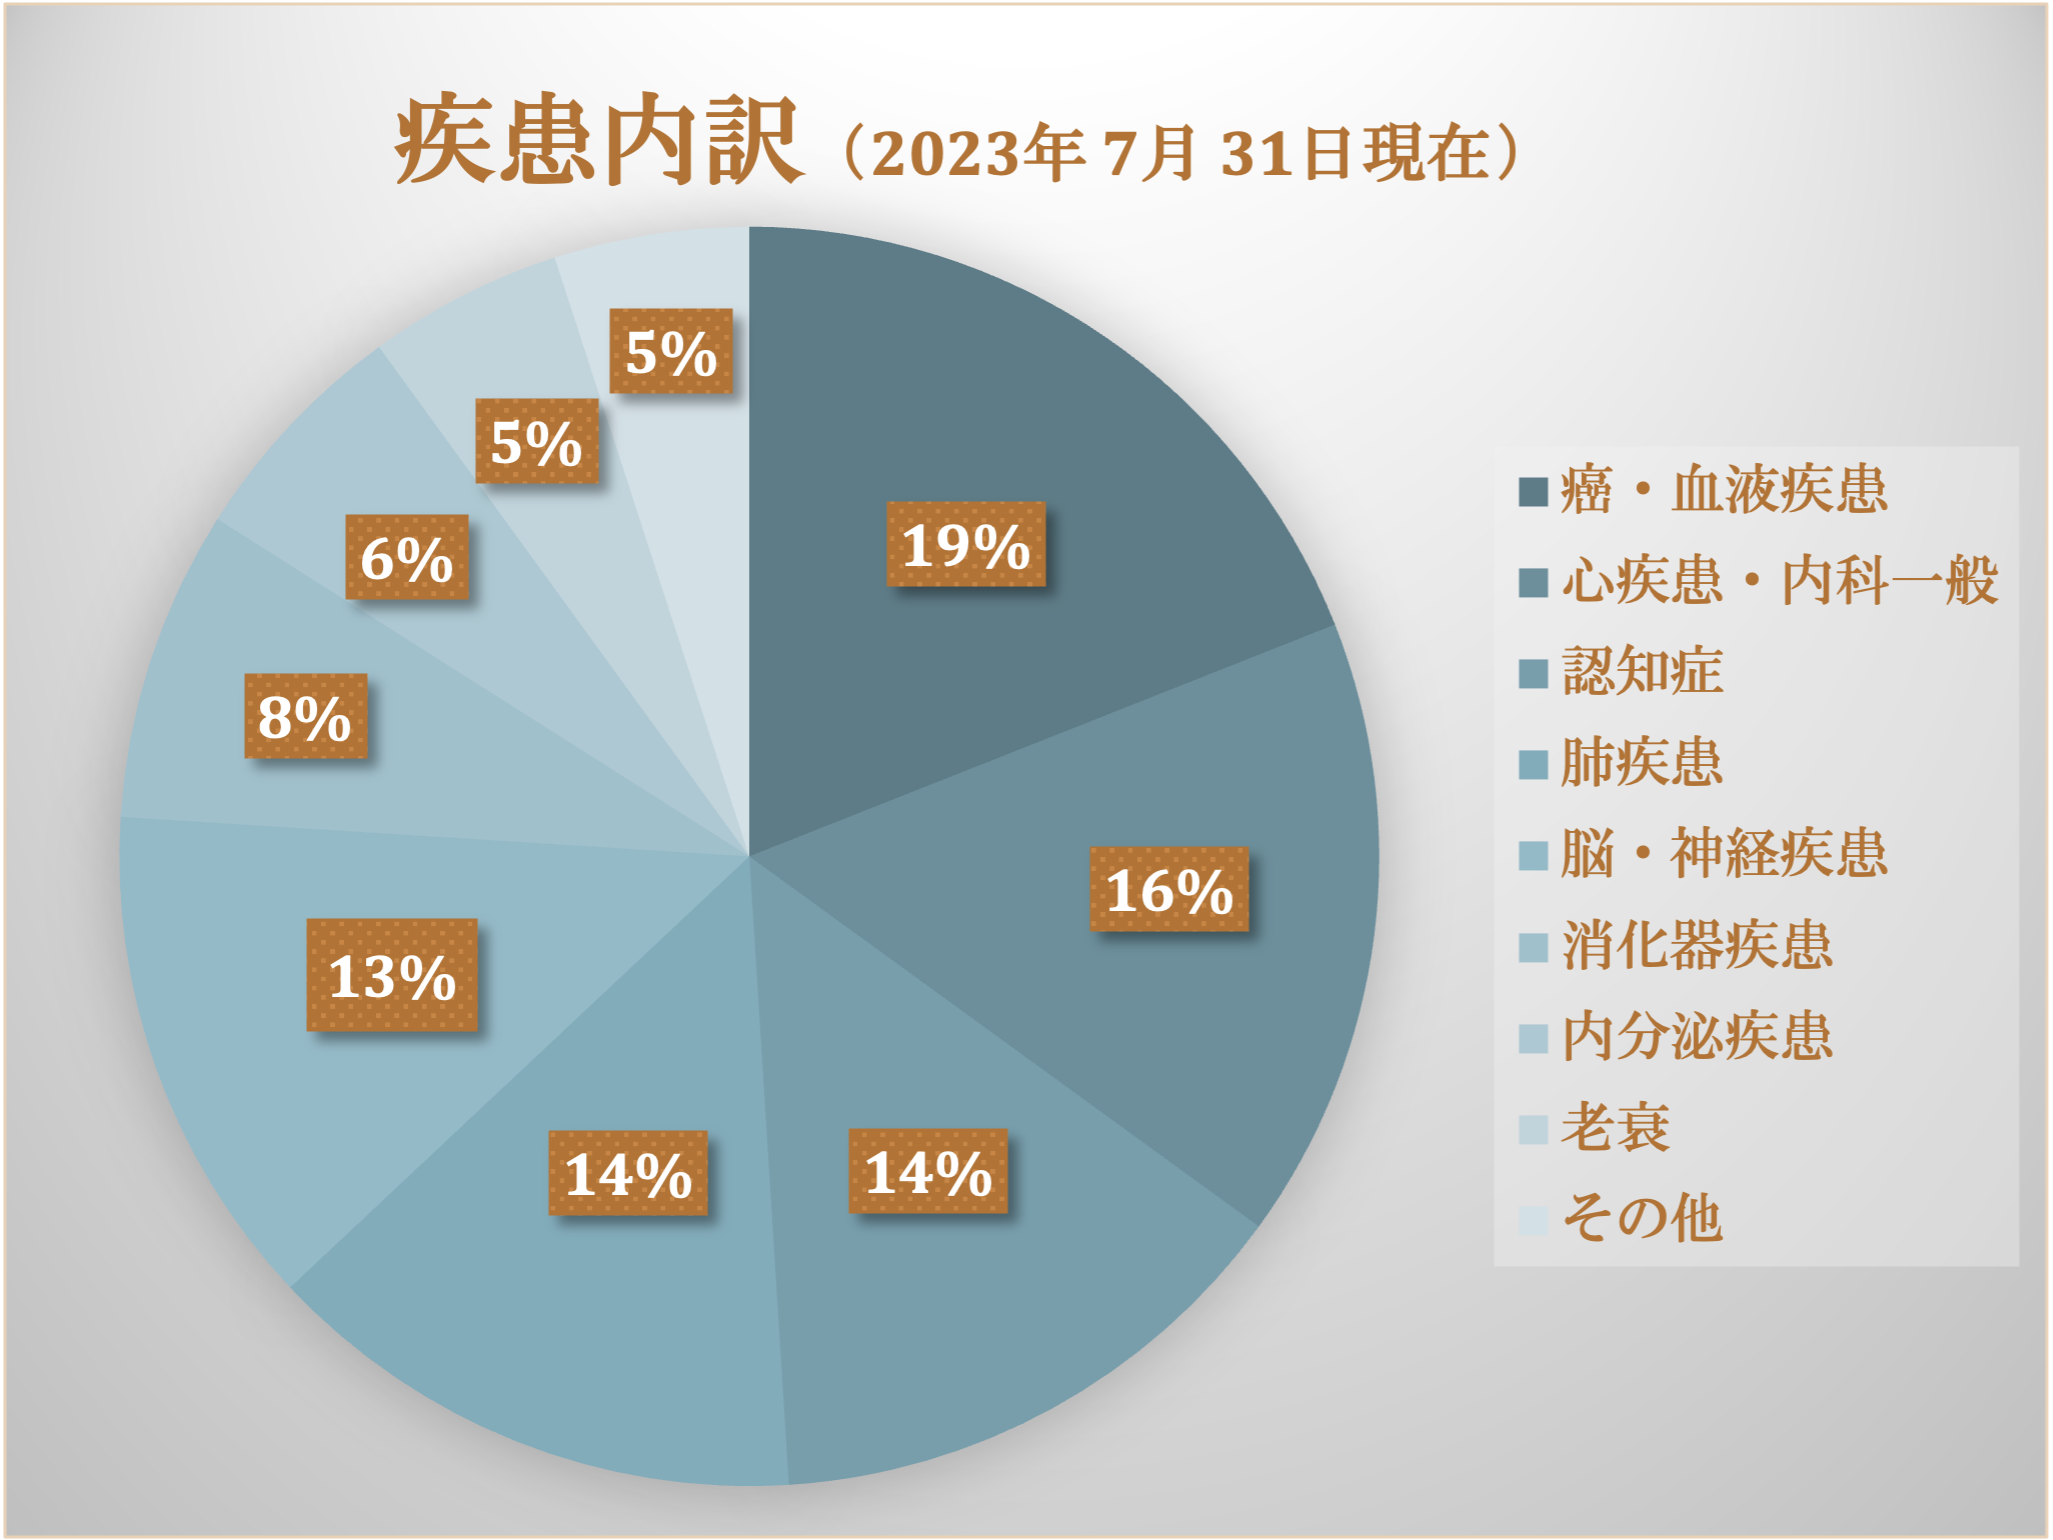 疾患内訳（2023年 7月 31日現在）
19%
16%
14%
14%
13%
8%
6%
5%
5%
癌・血液疾患
心疾患・内科一般
認知症
肺疾患
脳・神経疾患
消化器疾患
内分泌疾患
老衰
その他